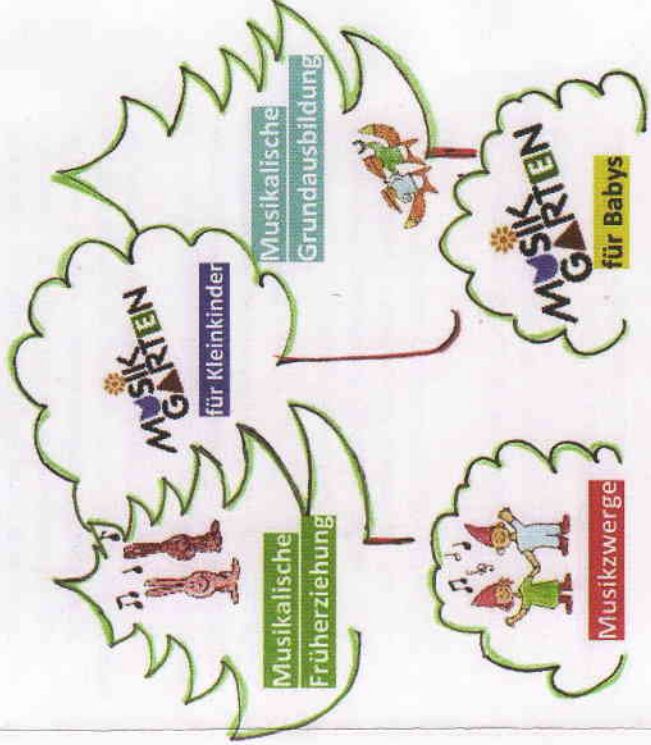 Musikalische
Früherziehung
MUSIK
GARTEN
für Kleinkinder
Musikalische
Grundausbildung
Musikzwerge
MUSIK
GARTEN
für Babys